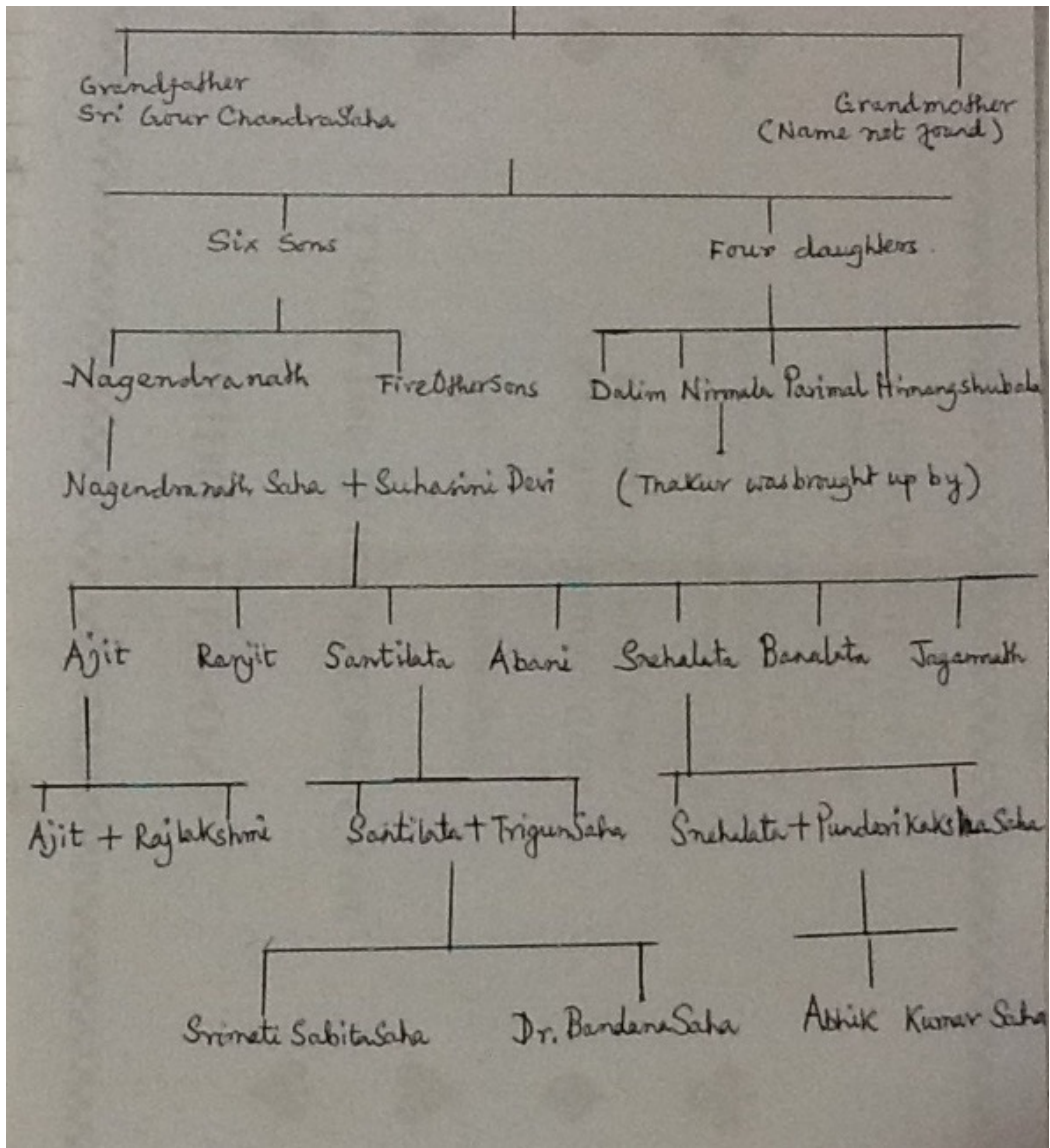 Grandfather
Sri Gour Chandra Saha
Grandmother
(Name not found)
Six Sons
Four daughters.
Nagendranath Five Other Sons Dalim Nirmala Parimal Himangshubala
Nagendranath Saha + Suhasini Devi (Thakur was brought up by)
Ajit Ranjit Santilata Abani Snehalata Banalata Jagannath
Ajit + Rajlakshmi Santilata + Trigun Saha Snehalata + Pundarikaksha Saha
Srimati Sabita Saha Dr. Bandana Saha Abhik Kumar Saha